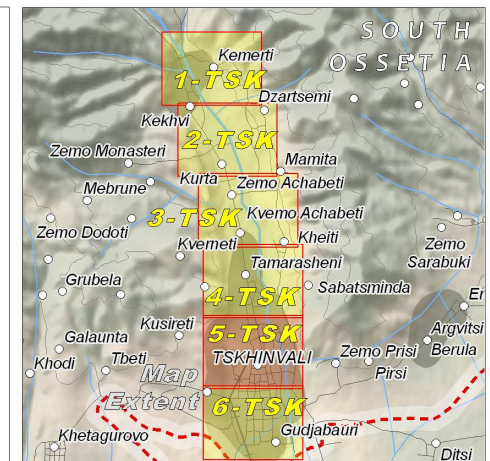 SOUTH
OSSETIA
Kemerti
1-TSK
Dzartsemi
Kekhvi
2-TSK
Zemo Monasteri
Mamita
Kurta
Zemo Achabeti
Mebrune
3-TSK
Kvemo Achabeti
Zemo Dodoti
Kverneti
Kheiti
Zemo
Sarabuki
Tamarasheni
Grubela
4-TSK
Sabatsminda
Er
Kusireti
5-TSK
Argvitsi
Galaunta
TSKHINVALI
Zemo Prisi
Berula
Khodi
Tbeti
Map
Extent
Pirsi
6-TSK
Khetagurovo
Gudjabauri
Ditsi